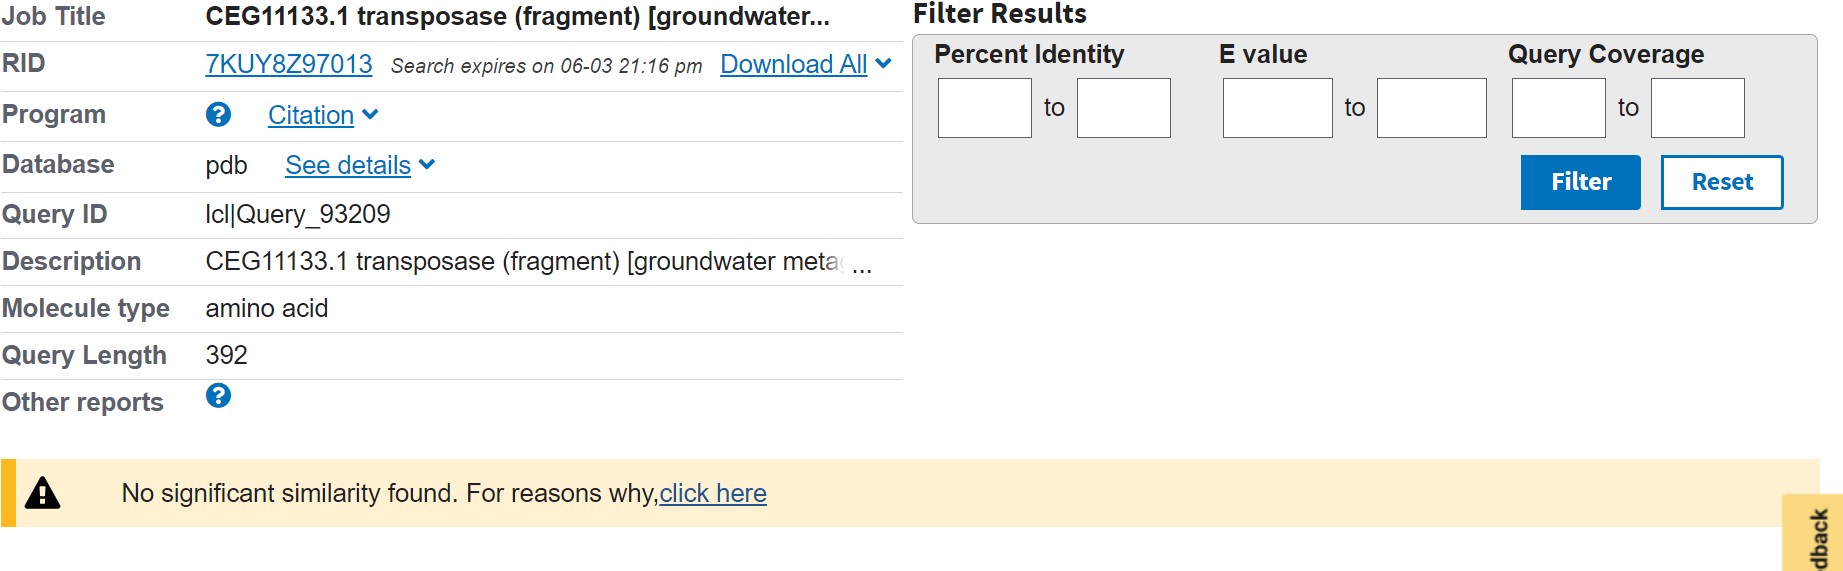 Job Title CEG11133.1 transposase (fragment) [groundwater...
RID 7KUY8Z97013 Search expires on 06-03 21:16 pm Download All
Program Citation
Database pdb See details
Query ID lcl|Query_93209
Description CEG11133.1 transposase (fragment) [groundwater meta ...
Molecule type amino acid
Query Length 392
Other reports
Filter Results
Percent Identity E value Query Coverage
to to to
Filter Reset
No significant similarity found. For reasons why,click here
dback